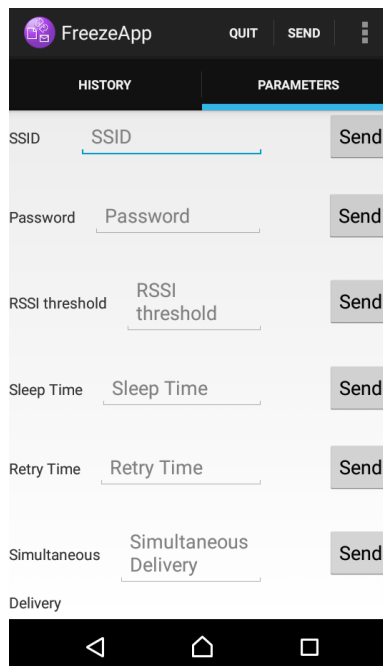 FreezeApp QUIT SEND
HISTORY PARAMETERS
SSID SSID Send
Password Password Send
RSSI threshold RSSI threshold Send
Sleep Time Sleep Time Send
Retry Time Retry Time Send
Simultaneous Simultaneous Delivery Send
Delivery